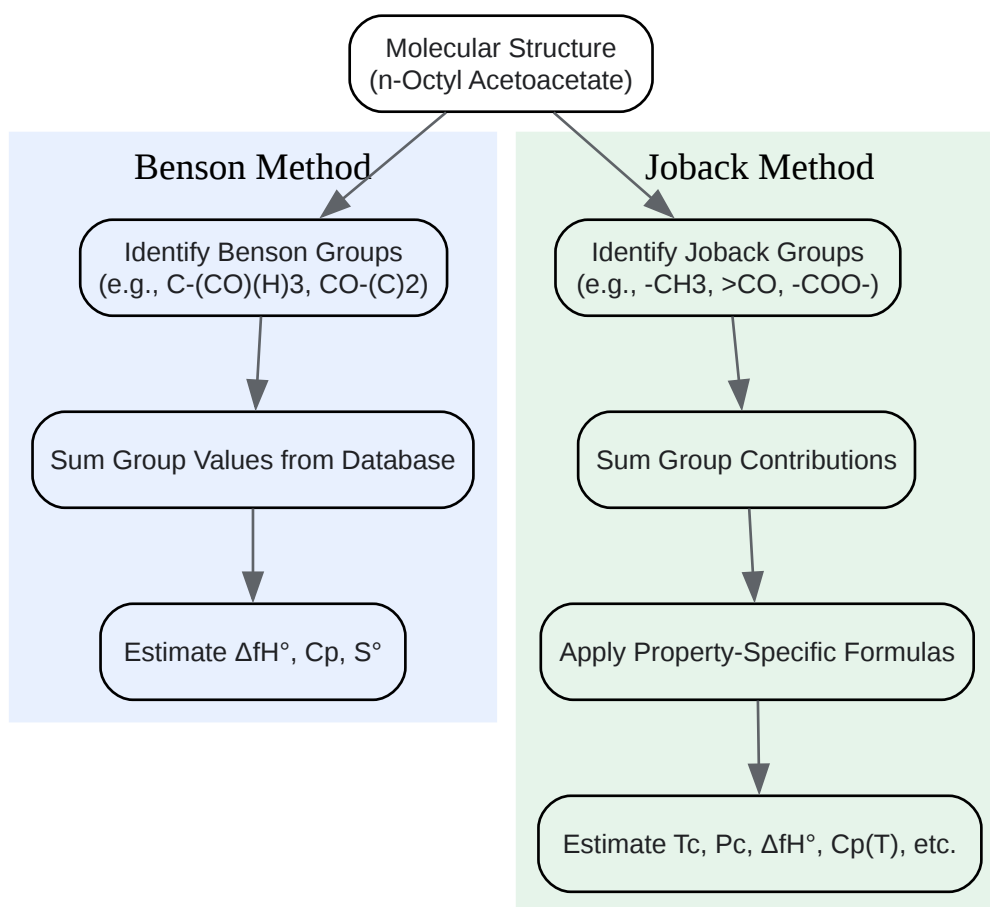 Molecular Structure
(n-Octyl Acetoacetate)
Benson Method
Identify Benson Groups
(e.g., C-(CO)(H)3, CO-(C)2)
Sum Group Values from Database
Estimate ΔfH°, Cp, S°
Joback Method
Identify Joback Groups
(e.g., -CH3, >CO, -COO-)
Sum Group Contributions
Apply Property-Specific Formulas
Estimate Tc, Pc, ΔfH°, Cp(T), etc.